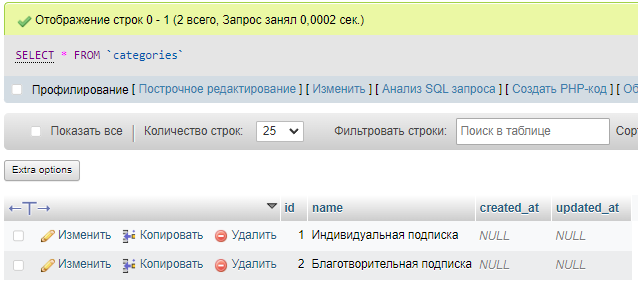 Отображение строк 0 - 1 (2 всего, Запрос занял 0,0002 сек.)
SELECT * FROM `categories`
Профилирование [ Построчное редактирование ] [ Изменить ] [ Анализ SQL запроса ] [ Создать PHP-код ] [ Об
Показать все Количество строк: 25 Фильтровать строки: Поиск в таблице Сорт
Extra options
←T→ id name created_at updated_at
Изменить Копировать Удалить 1 Индивидуальная подписка NULL NULL
Изменить Копировать Удалить 2 Благотворительная подписка NULL NULL